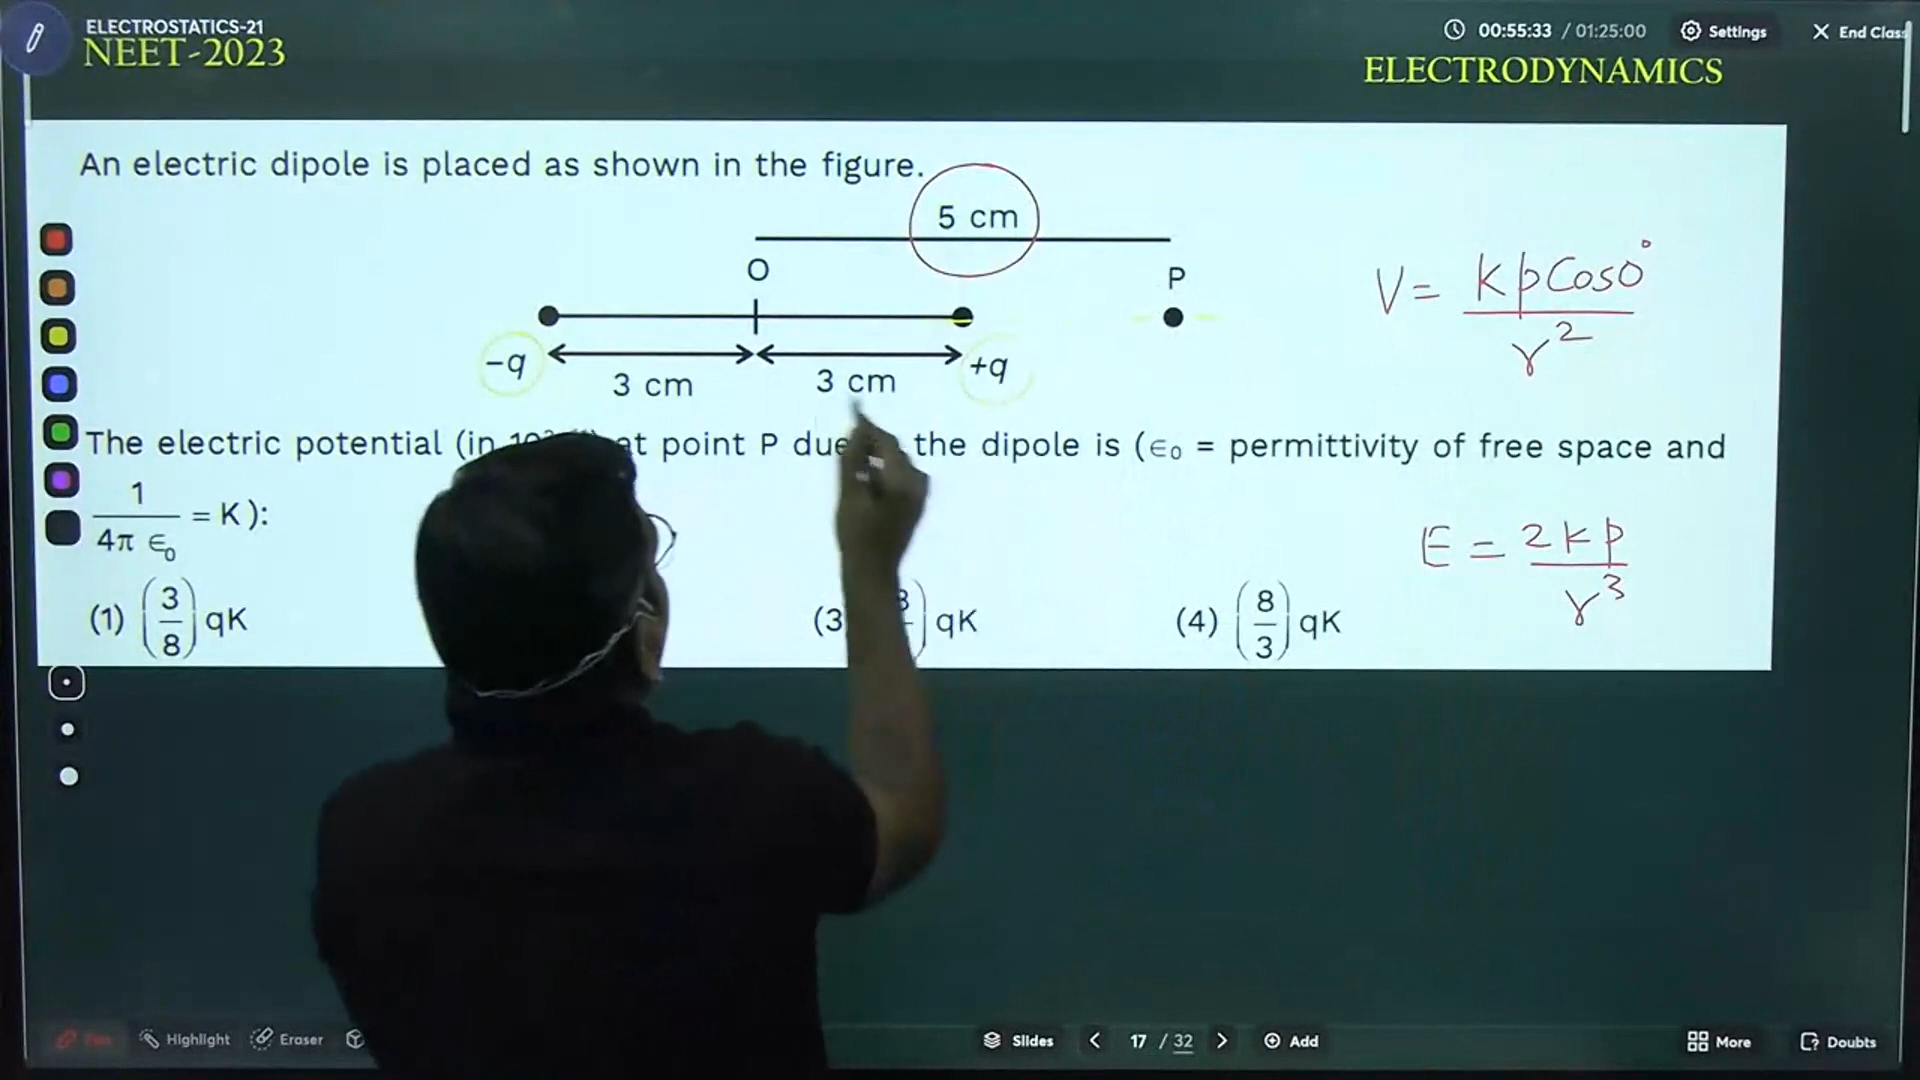 ELECTROSTATICS-21
NEET-2023
00:55:33 / 01:25:00
Settings
End Class
ELECTRODYNAMICS
An electric dipole is placed as shown in the figure.
5 cm
O
P
-q
3 cm
3 cm
+q
V = kpCos0° / r²
The electric potential (in at point P due the dipole is (∈₀ = permittivity of free space and
1 / 4π ∈₀ = K ):
E = 2kp / r³
(1) (3/8) qK
(3 qK
(4) (8/3) qK
Pen
Highlight
Eraser
Slides
17 / 32
Add
More
Doubts